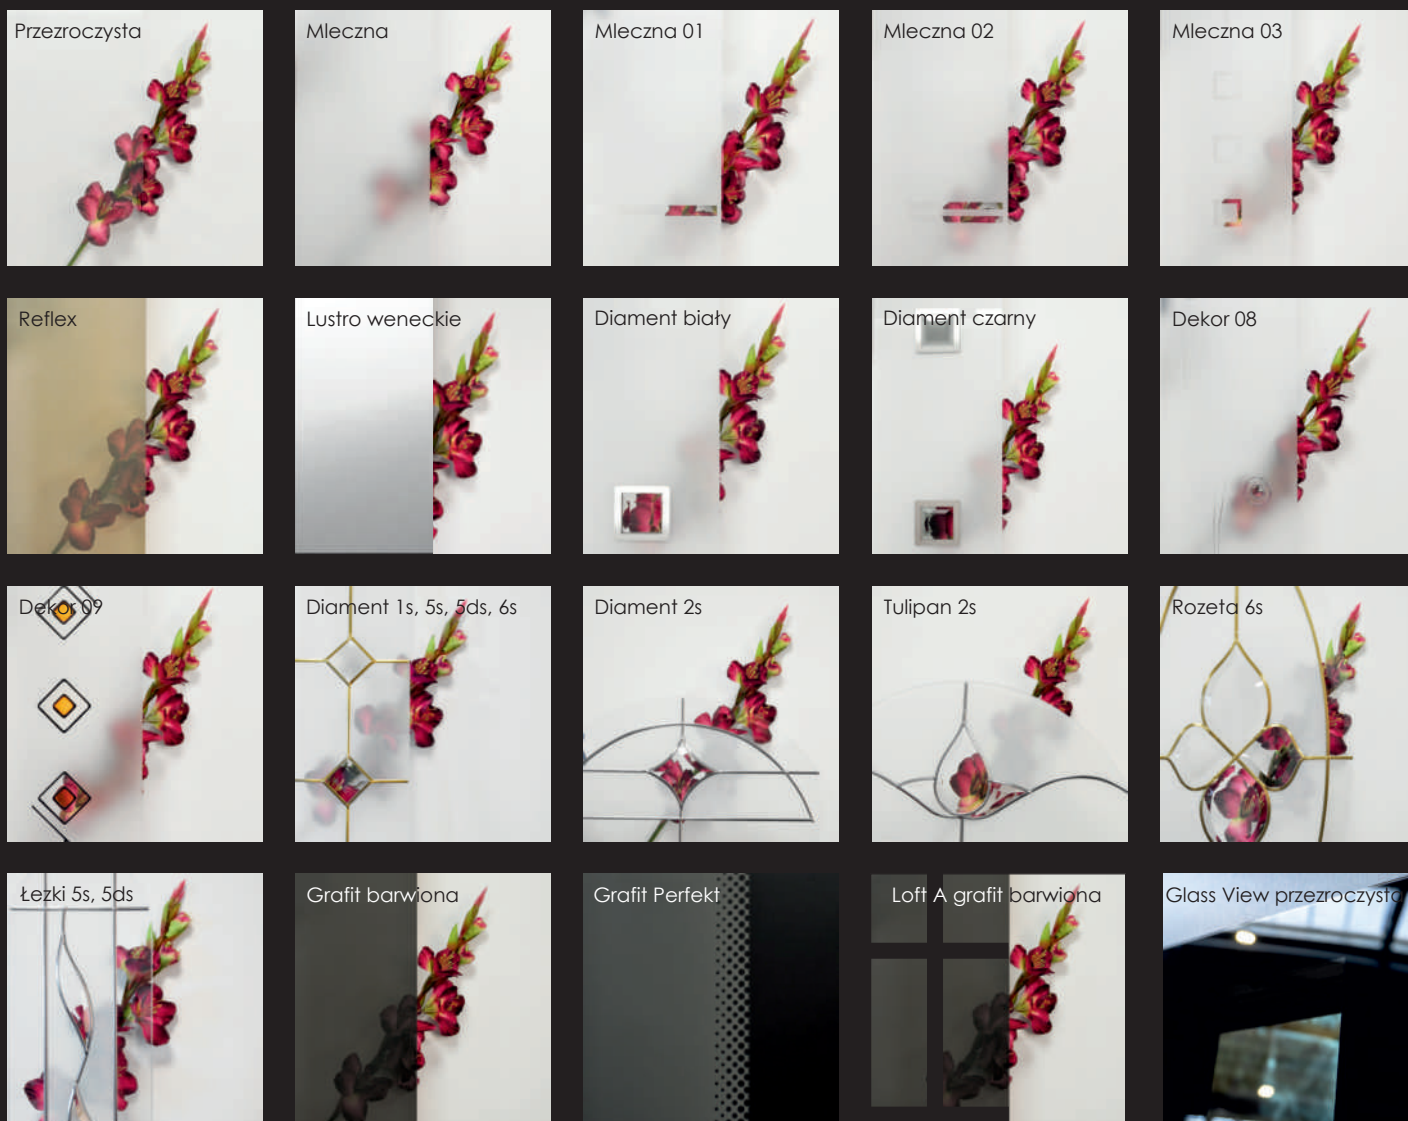 Przezroczysta
Mleczna
Mleczna 01
Mleczna 02
Mleczna 03
Reflex
Lustro weneckie
Diament biały
Diament czarny
Dekor 08
Dekor 09
Diament 1s, 5s, 5ds, 6s
Diament 2s
Tulipan 2s
Rozeta 6s
Łezki 5s, 5ds
Grafit barwiona
Grafit Perfekt
Loft A grafit barwiona
Glass View przezroczysta